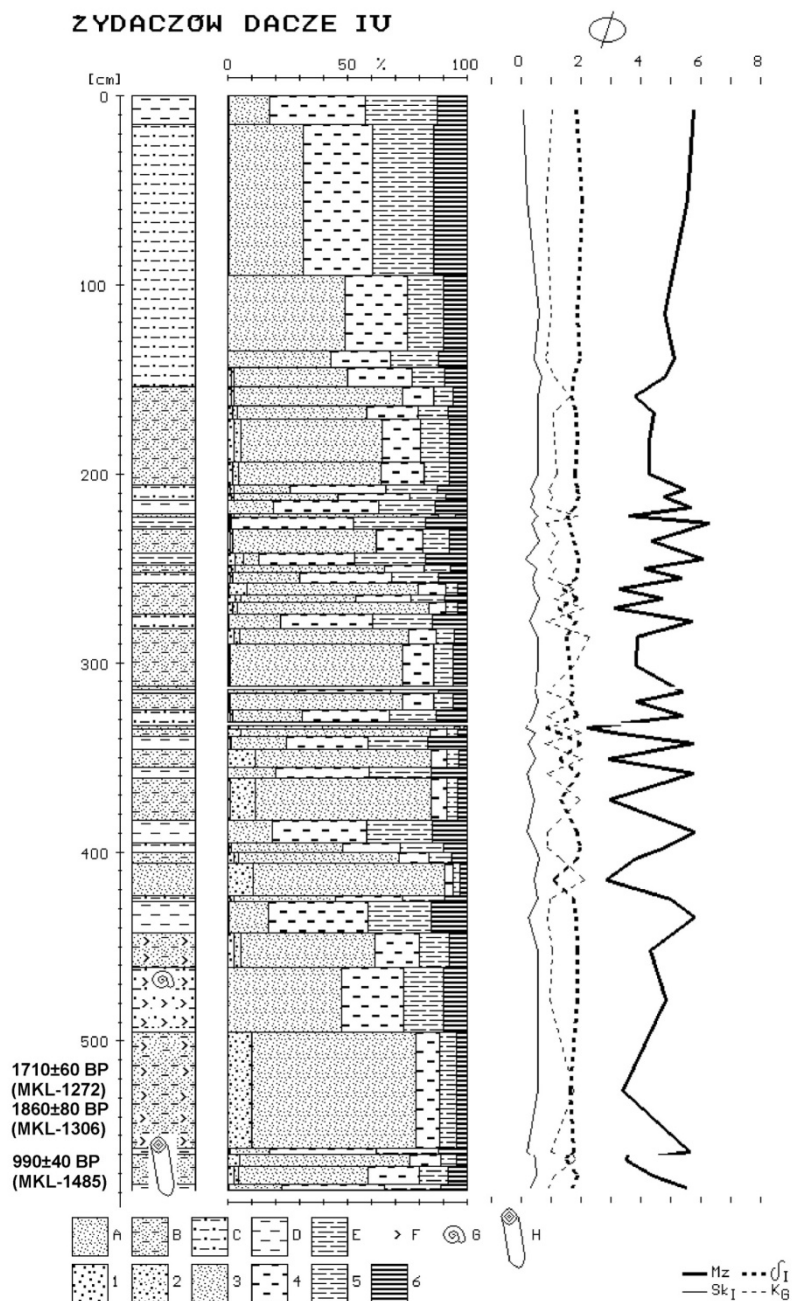 ŻYDACZÓW DACZE IV
0 50 % 100
0 2 4 6 8
[cm]
0
100
200
300
400
500
1710±60 BP
(MKL-1272)
1860±80 BP
(MKL-1306)
990±40 BP
(MKL-1485)
A B C D E > F G H
1 2 3 4 5 6
Mz δI
SkI KG